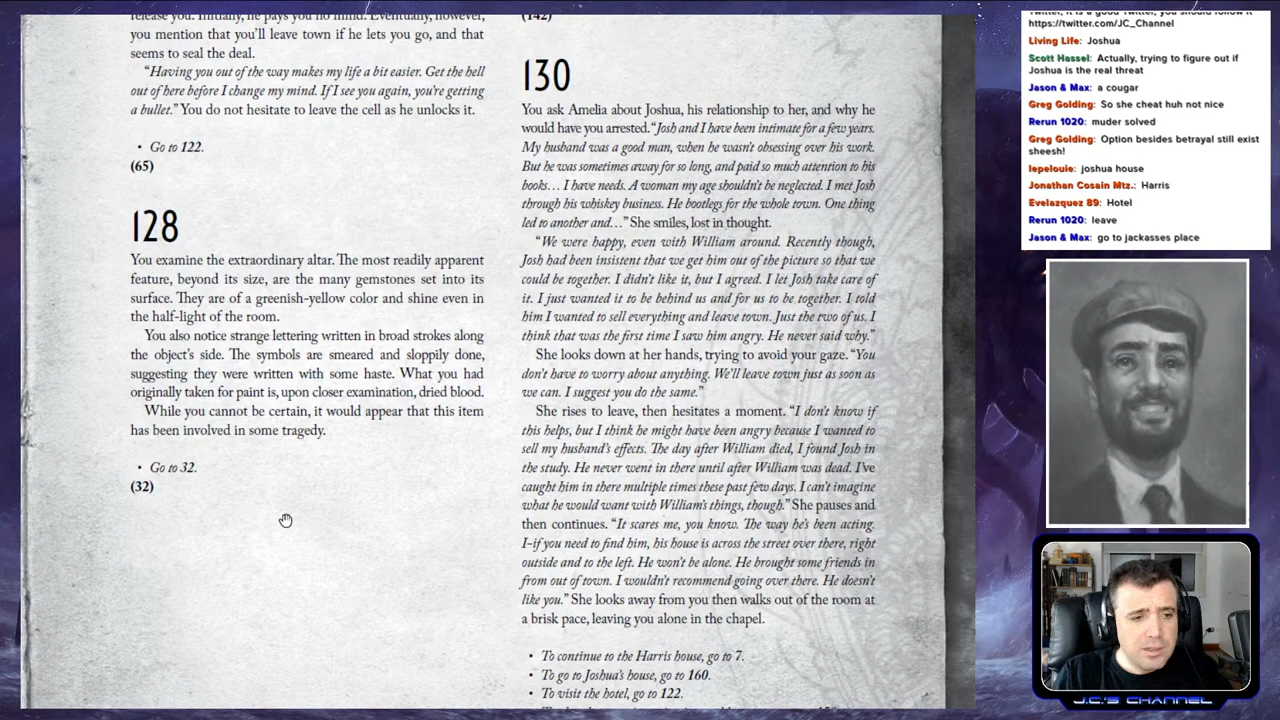 release you. Initially, he pays you no mind. Eventually, however,
you mention that you'll leave town if he lets you go, and that
seems to seal the deal.
"Having you out of the way makes my life a bit easier. Get the hell
out of here before I change my mind. If I see you again, you're getting
a bullet." You do not hesitate to leave the cell as he unlocks it.
• Go to 122.
(65)
128
You examine the extraordinary altar. The most readily apparent
feature, beyond its size, are the many gemstones set into its
surface. They are of a greenish-yellow color and shine even in
the half-light of the room.
You also notice strange lettering written in broad strokes along
the object's side. The symbols are smeared and sloppily done,
suggesting they were written with some haste. What you had
originally taken for paint is, upon closer examination, dried blood.
While you cannot be certain, it would appear that this item
has been involved in some tragedy.
• Go to 32.
(32)
(142)
130
You ask Amelia about Joshua, his relationship to her, and why he
would have you arrested. "Josh and I have been intimate for a few years.
My husband was a good man, when he wasn't obsessing over his work.
But he was sometimes away for so long, and paid so much attention to his
books… I have needs. A woman my age shouldn't be neglected. I met Josh
through his whiskey business. He bootlegs for the whole town. One thing
led to another and…" She smiles, lost in thought.
"We were happy, even with William around. Recently though,
Josh had been insistent that we get him out of the picture so that we
could be together. I didn't like it, but I agreed. I let Josh take care of
it. I just wanted it to be behind us and for us to be together. I told
him I wanted to sell everything and leave town. Just the two of us. I
think that was the first time I saw him angry. He never said why."
She looks down at her hands, trying to avoid your gaze. "You
don't have to worry about anything. We'll leave town just as soon as
we can. I suggest you do the same."
She rises to leave, then hesitates a moment. "I don't know if
this helps, but I think he might have been angry because I wanted to
sell my husband's effects. The day after William died, I found Josh in
the study. He never went in there until after William was dead. I've
caught him in there multiple times these past few days. I can't imagine
what he would want with William's things, though." She pauses and
then continues. "It scares me, you know. The way he's been acting.
I-if you need to find him, his house is across the street over there, right
outside and to the left. He won't be alone. He brought some friends in
from out of town. I wouldn't recommend going over there. He doesn't
like you." She looks away from you then walks out of the room at
a brisk pace, leaving you alone in the chapel.
• To continue to the Harris house, go to 7.
• To go to Joshua's house, go to 160.
• To visit the hotel, go to 122.
Twitter, it is a good Twitter, you should follow it
https://twitter.com/JC_Channel
Living Life: Joshua
Scott Hassel: Actually, trying to figure out if
Joshua is the real threat
Jason & Max: a cougar
Greg Golding: So she cheat huh not nice
Rerun 1020: muder solved
Greg Golding: Option besides betrayal still exist
sheesh!
lepelouie: joshua house
Jonathan Cosain Mtz.: Harris
Evelazquez 89: Hotel
Rerun 1020: leave
Jason & Max: go to jackasses place
J.C.'S CHANNEL